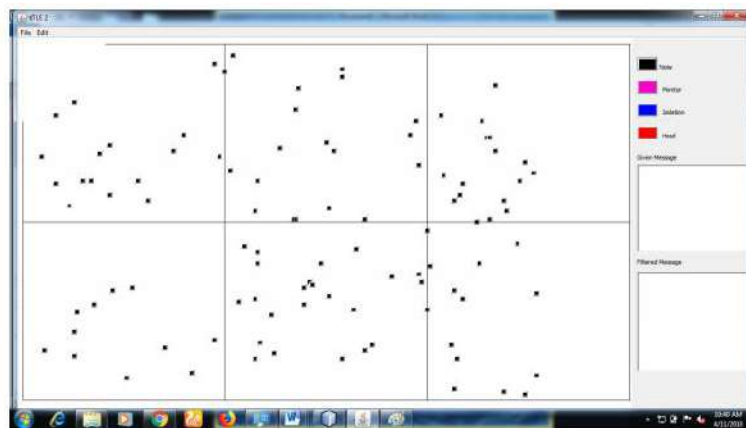 File Edit
Node
Monitor
Isolation
Head
Given Message
Filtered Message
10:40 AM